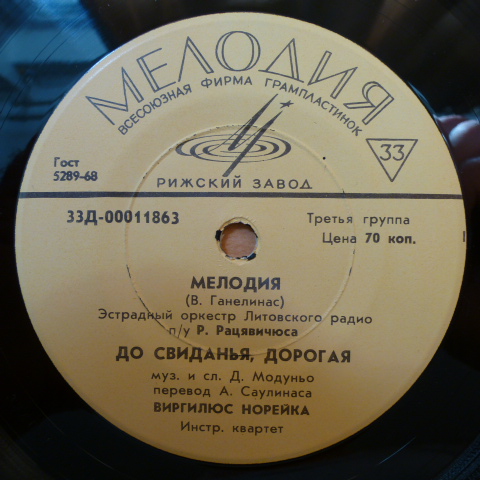 МЕЛОДИЯ
ВСЕСОЮЗНАЯ ФИРМА ГРАМПЛАСТИНОК
33
Гост
5289-68
РИЖСКИЙ ЗАВОД
33Д-00011863
Третья группа
Цена 70 коп.
МЕЛОДИЯ
(В. Ганелинас)
Эстрадный оркестр Литовского радио
п/у Р. Рацявичюса
ДО СВИДАНЬЯ, ДОРОГАЯ
муз. и сл. Д. Модуньо
перевод А. Саулинаса
ВИРГИЛЮС НОРЕЙКА
Инстр. квартет